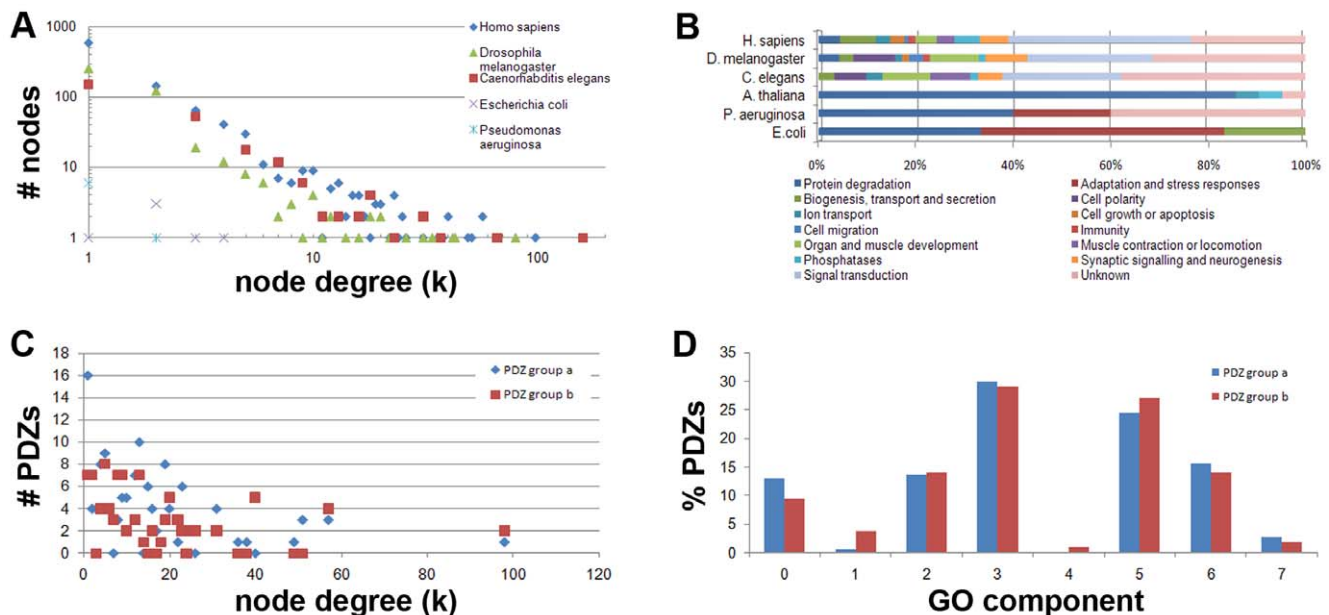 A
# nodes
1000
100
10
1
1
10
100
node degree (k)
Homo sapiens
Drosophila
melanogaster
Caenorhabditis elegans
Escherichia coli
Pseudomonas
aeruginosa
B
H. sapiens
D. melanogaster
C. elegans
A. thaliana
P. aeruginosa
E.coli
0% 20% 40% 60% 80% 100%
Protein degradation
Biogenesis, transport and secretion
Ion transport
Cell migration
Organ and muscle development
Phosphatases
Signal transduction
Adaptation and stress responses
Cell polarity
Cell growth or apoptosis
Immunity
Muscle contraction or locomotion
Synaptic signalling and neurogenesis
Unknown
C
# PDZs
18
16
14
12
10
8
6
4
2
0
0 20 40 60 80 100 120
node degree (k)
PDZ group a
PDZ group b
D
% PDZs
35
30
25
20
15
10
5
0
0 1 2 3 4 5 6 7
GO component
PDZ group a
PDZ group b